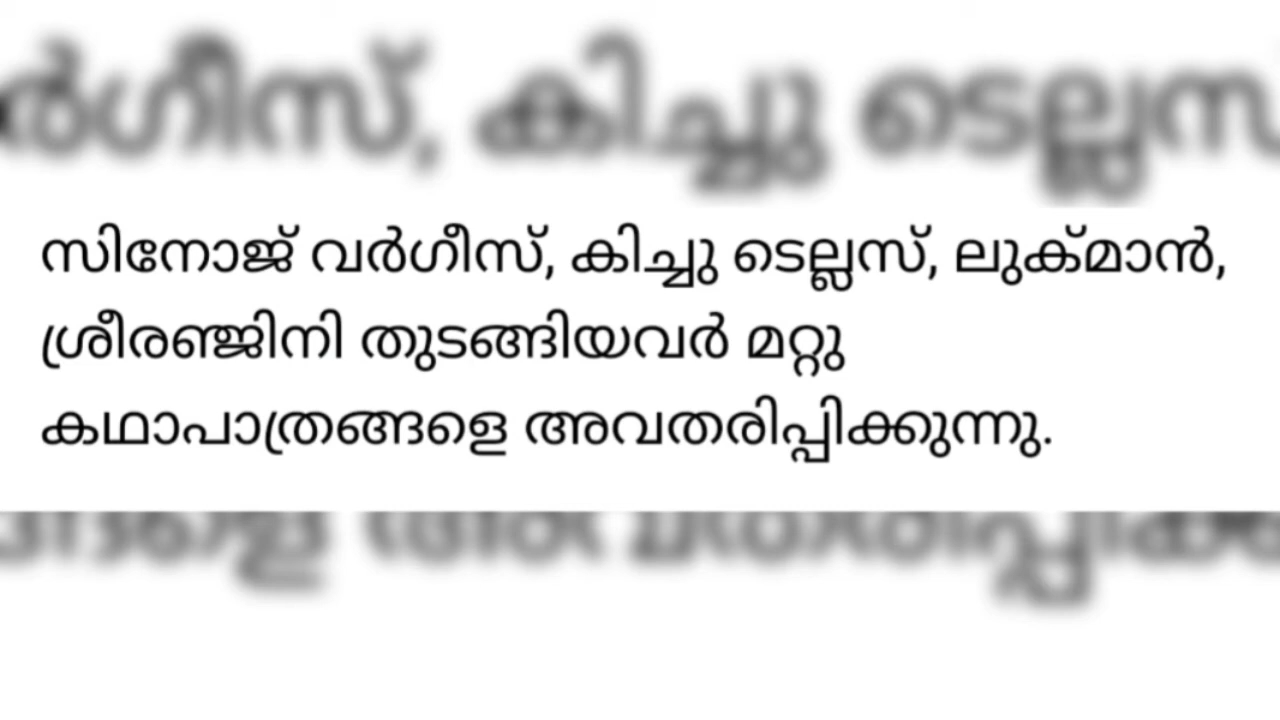 സിനോജ് വർഗീസ്, കിച്ചു ടെല്ലസ്, ലുക്മാൻ,
ശ്രീരഞ്ജിനി തുടങ്ങിയവർ മറ്റു
കഥാപാത്രങ്ങളെ അവതരിപ്പിക്കുന്നു.